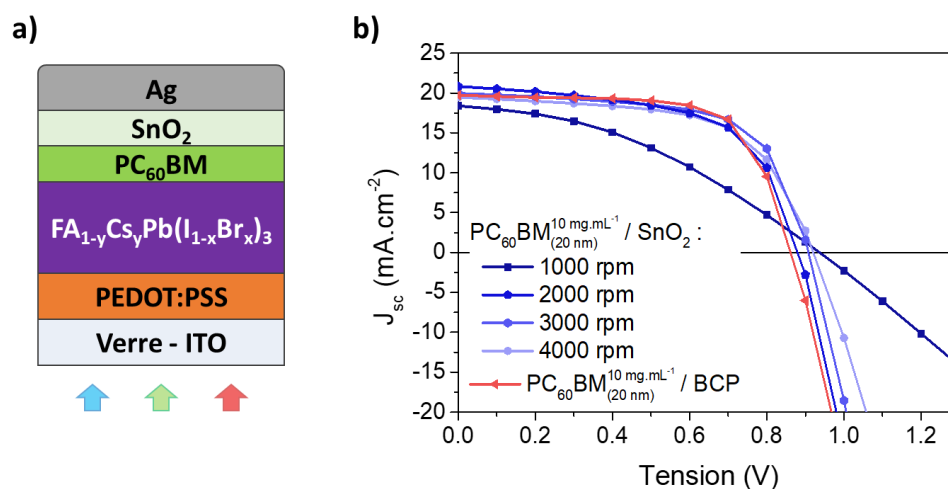 a)
Ag
SnO₂
PC₆₀BM
FA₁₋yCsyPb(I₁₋ₓBrₓ)₃
PEDOT:PSS
Verre - ITO
b)
25
20
15
10
5
0
-5
-10
-15
-20
J_sc (mA.cm⁻²)
PC₆₀BM (20 nm) 10 mg.mL⁻¹ / SnO₂ :
1000 rpm
2000 rpm
3000 rpm
4000 rpm
PC₆₀BM (20 nm) 10 mg.mL⁻¹ / BCP
0.0 0.2 0.4 0.6 0.8 1.0 1.2
Tension (V)